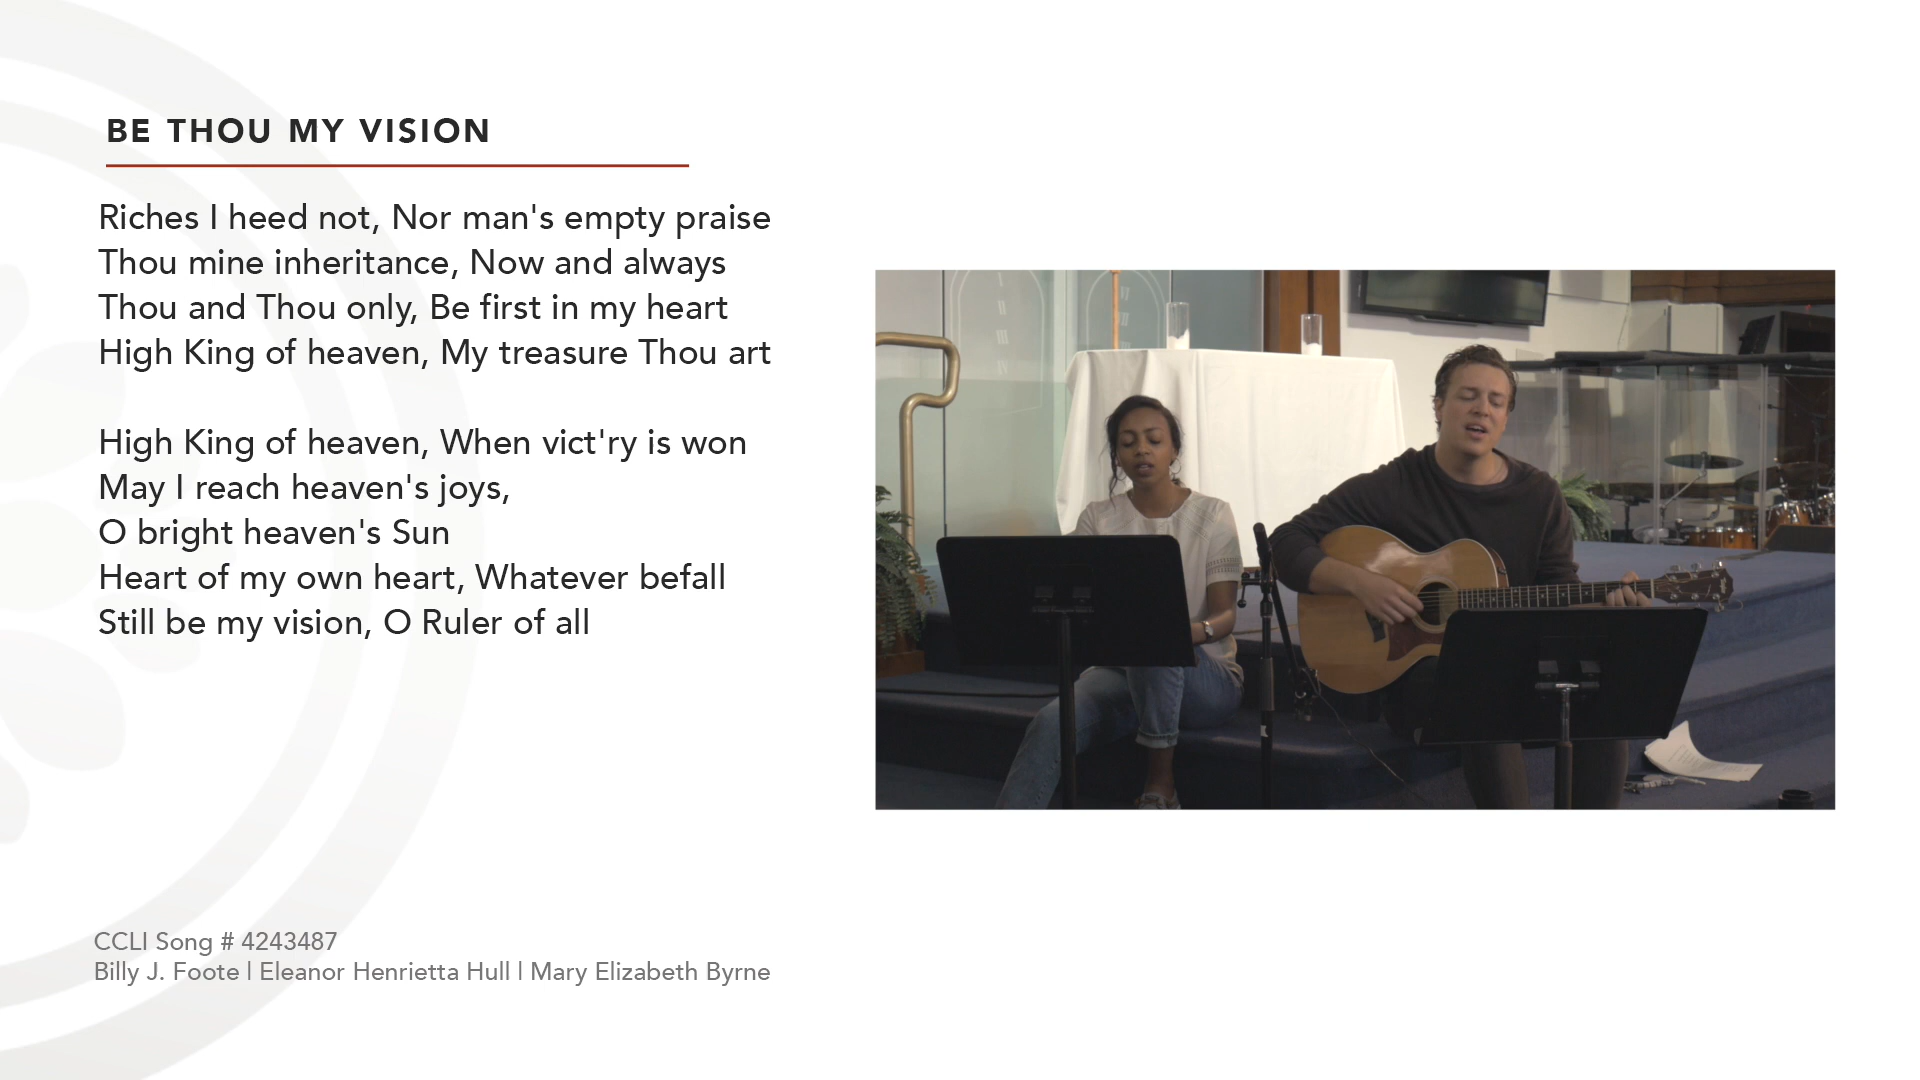 BE THOU MY VISION
Riches I heed not, Nor man's empty praise
Thou mine inheritance, Now and always
Thou and Thou only, Be first in my heart
High King of heaven, My treasure Thou art
High King of heaven, When vict'ry is won
May I reach heaven's joys,
O bright heaven's Sun
Heart of my own heart, Whatever befall
Still be my vision, O Ruler of all
CCLI Song # 4243487
Billy J. Foote | Eleanor Henrietta Hull | Mary Elizabeth Byrne